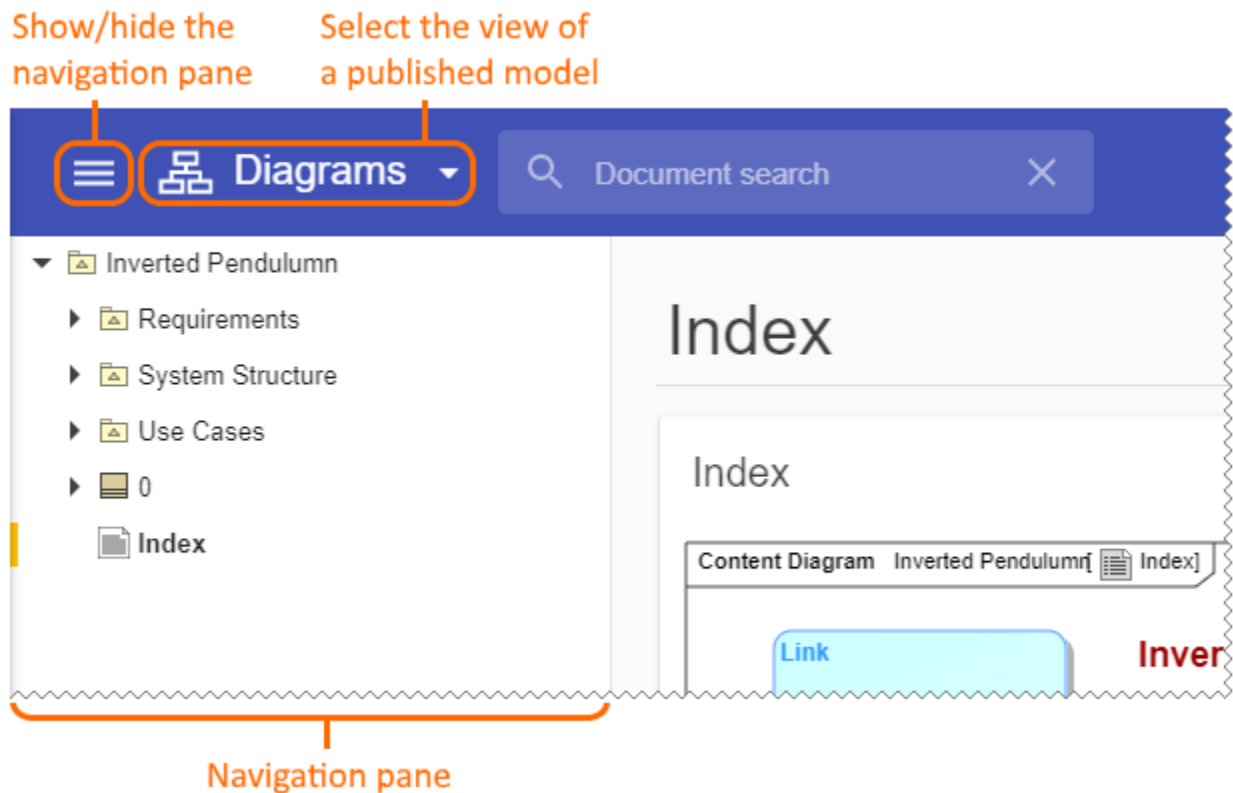 Show/hide the
navigation pane
Select the view of
a published model
Diagrams
Document search
Inverted Pendulumn
Requirements
System Structure
Use Cases
0
Index
Index
Index
Content Diagram Inverted Pendulumn[ Index]
Link
Inver
Navigation pane